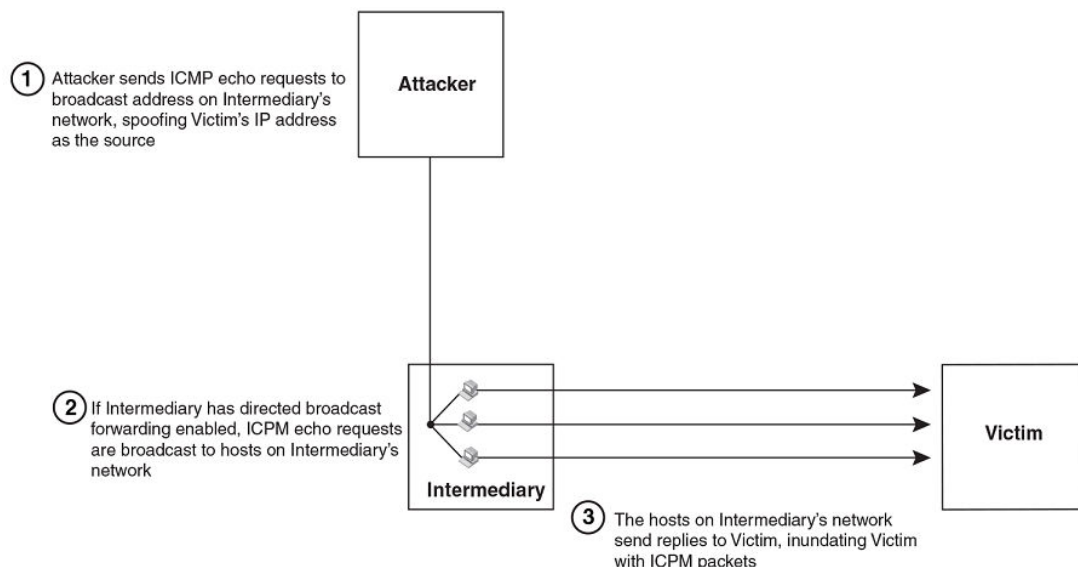 1
Attacker sends ICMP echo requests to
broadcast address on Intermediary's
network, spoofing Victim's IP address
as the source
Attacker
2
If Intermediary has directed broadcast
forwarding enabled, ICPM echo requests
are broadcast to hosts on Intermediary's
network
Intermediary
Victim
3
The hosts on Intermediary's network
send replies to Victim, inundating Victim
with ICPM packets